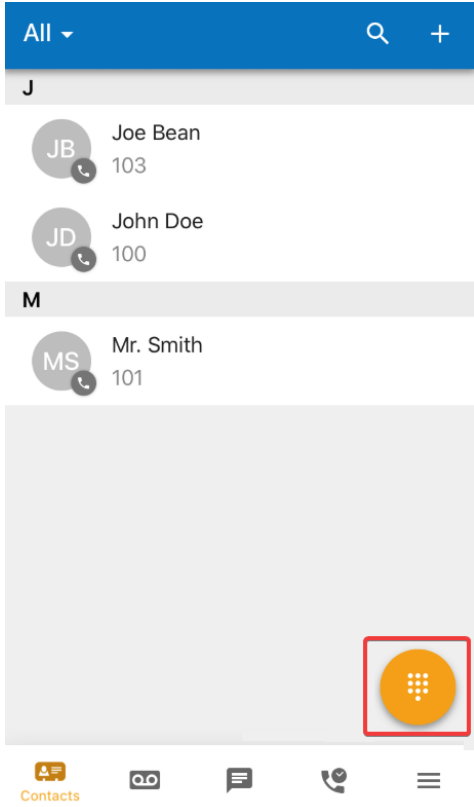 All
J
JB
Joe Bean
103
JD
John Doe
100
M
MS
Mr. Smith
101
Contacts